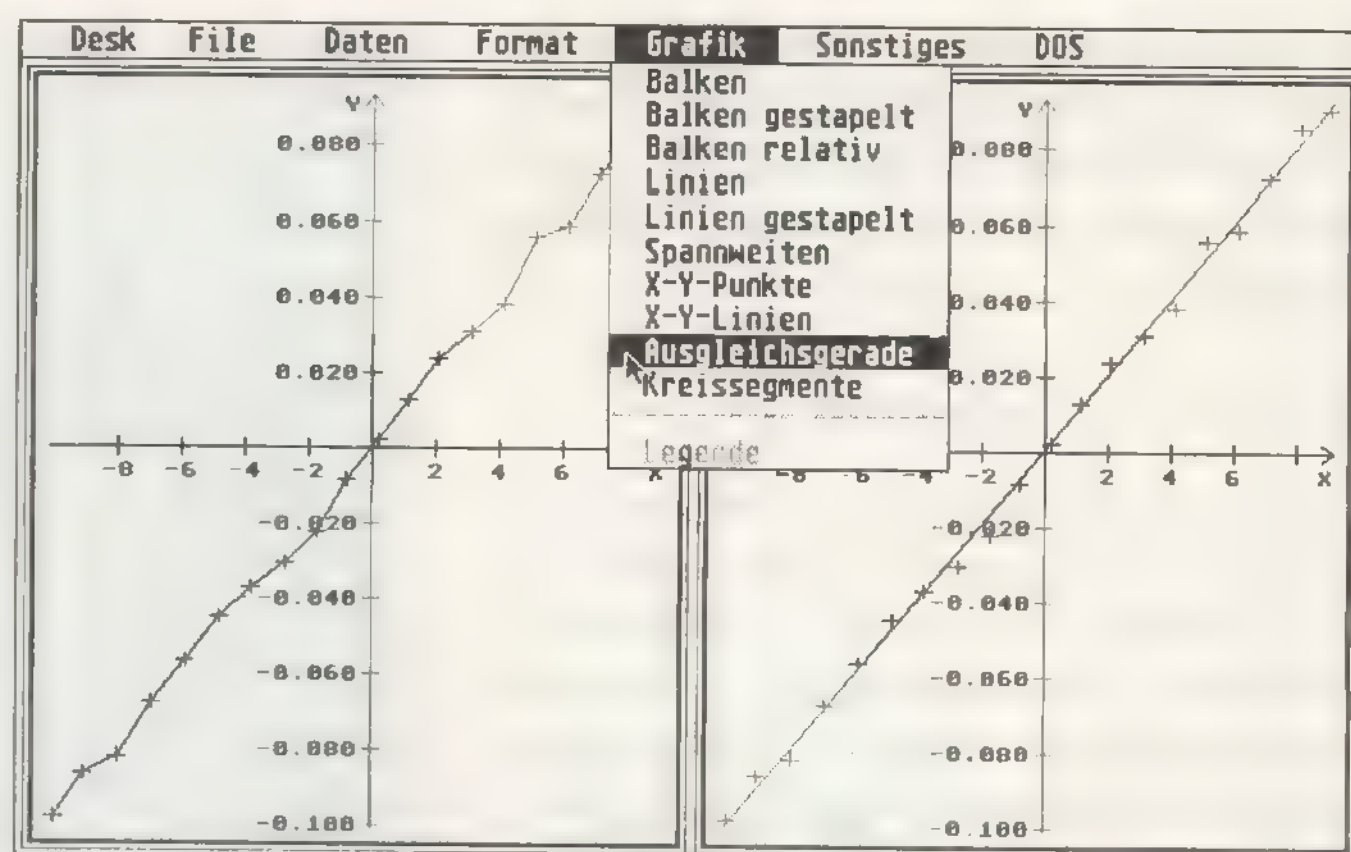 Desk File Daten Format Grafik Sonstiges DOS
Balken
Balken gestapelt
Balken relativ
Linien
Linien gestapelt
Spannweiten
X-Y-Punkte
X-Y-Linien
Ausgleichsgerade
Kreissegmente
Legende
Y
0.080
0.060
0.040
0.020
-8 -6 -4 -2 2 4 6 X
-0.020
-0.040
-0.060
-0.080
-0.100
Y
0.080
0.060
0.040
0.020
-8 -6 -4 -2 2 4 6 X
-0.020
-0.040
-0.060
-0.080
-0.100